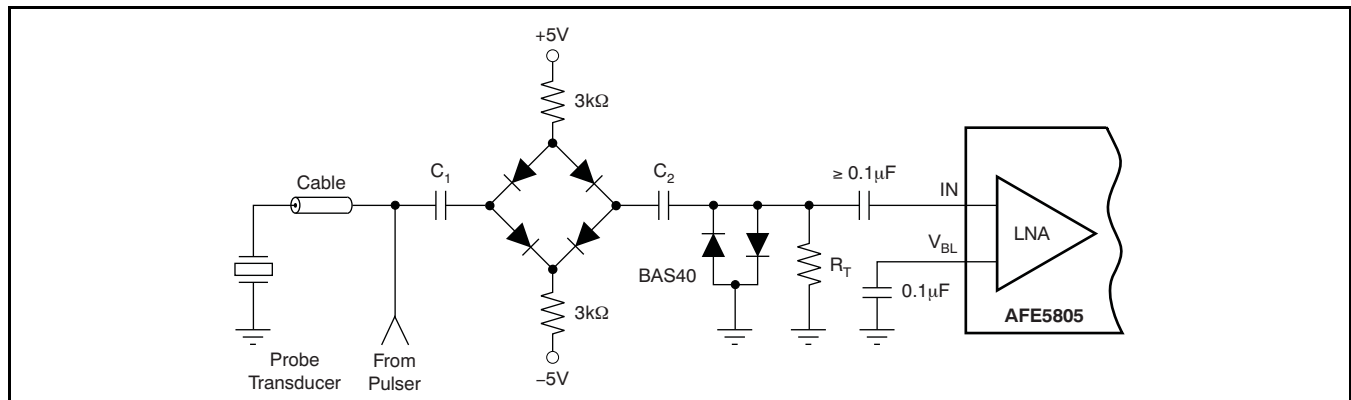 +5V
3kΩ
C1
C2
Cable
≥ 0.1μF
IN
LNA
VBL
BAS40
RT
0.1μF
AFE5805
3kΩ
−5V
Probe
Transducer
From
Pulser